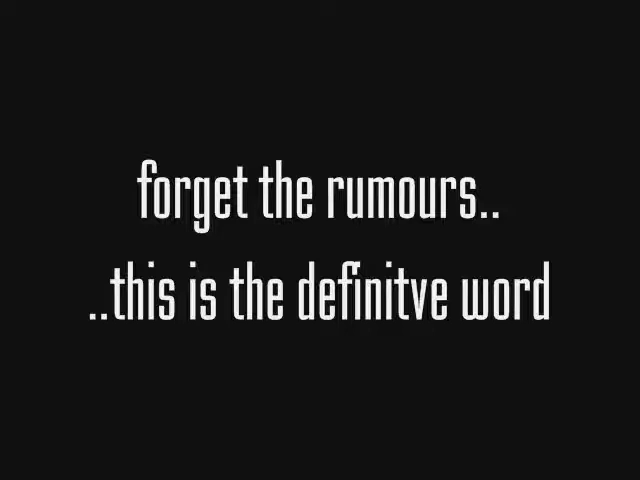 forget the rumours..
..this is the definitve word